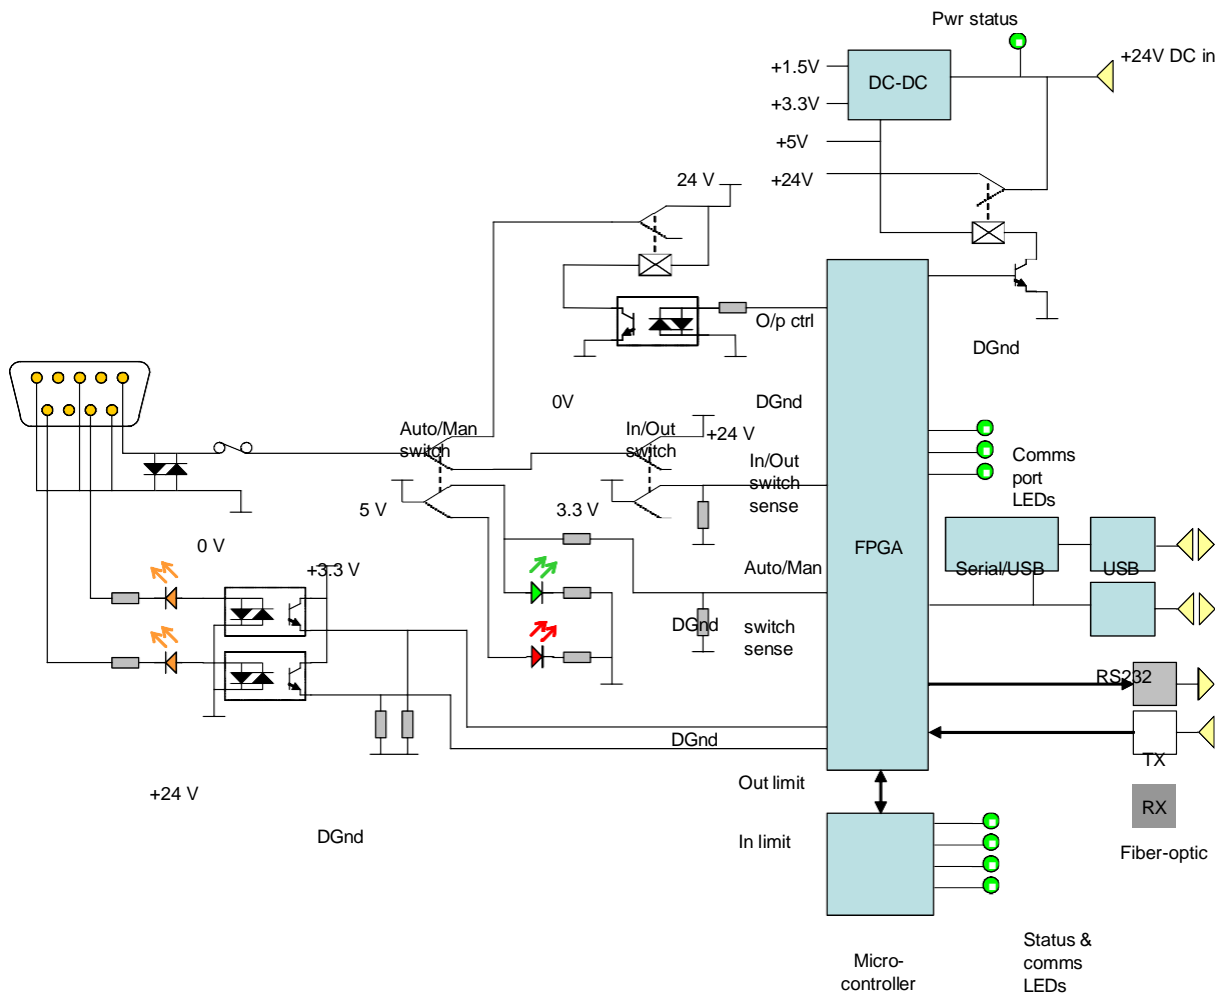 Pwr status
+24V DC in
+1.5V
DC-DC
+3.3V
+5V
+24V
24 V
O/p ctrl
DGnd
0V
DGnd
Auto/Man
switch
In/Out
switch
+24 V
In/Out
switch
sense
Comms
port
LEDs
5 V
3.3 V
0 V
FPGA
Serial/USB
USB
+3.3 V
Auto/Man
DGnd
switch
sense
RS232
DGnd
TX
Out limit
+24 V
RX
DGnd
In limit
Fiber-optic
Micro-
controller
Status &
comms
LEDs